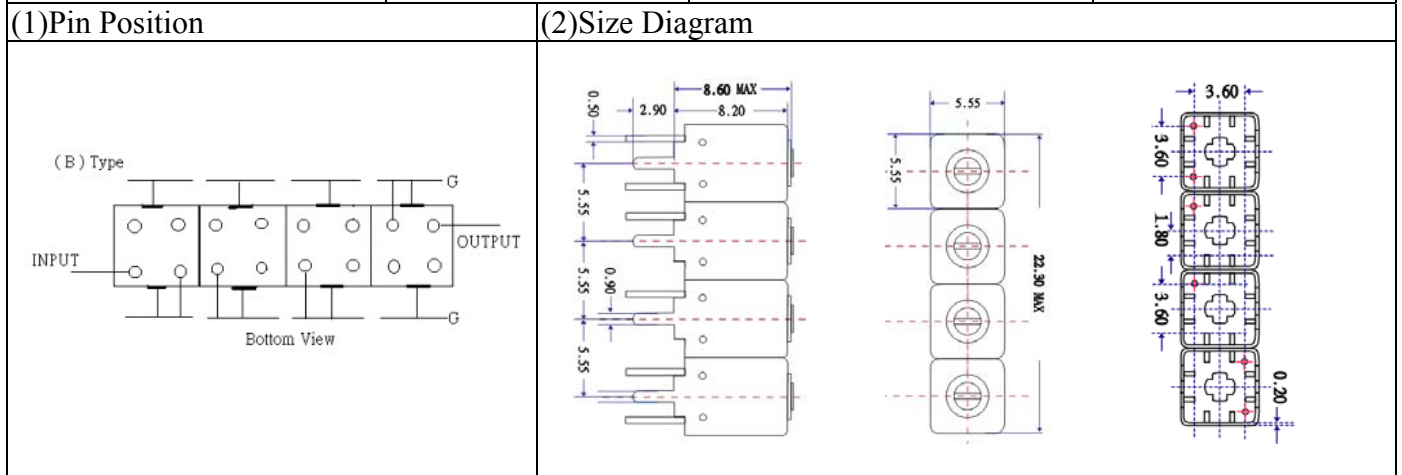 (1)Pin Position
(2)Size Diagram
(B) Type
G
INPUT
OUTPUT
G
Bottom View
8.60 MAX
2.90
8.20
0.50
5.55
5.55
0.90
5.55
5.55
5.55
22.30 MAX
3.60
3.60
1.80
3.60
0.20